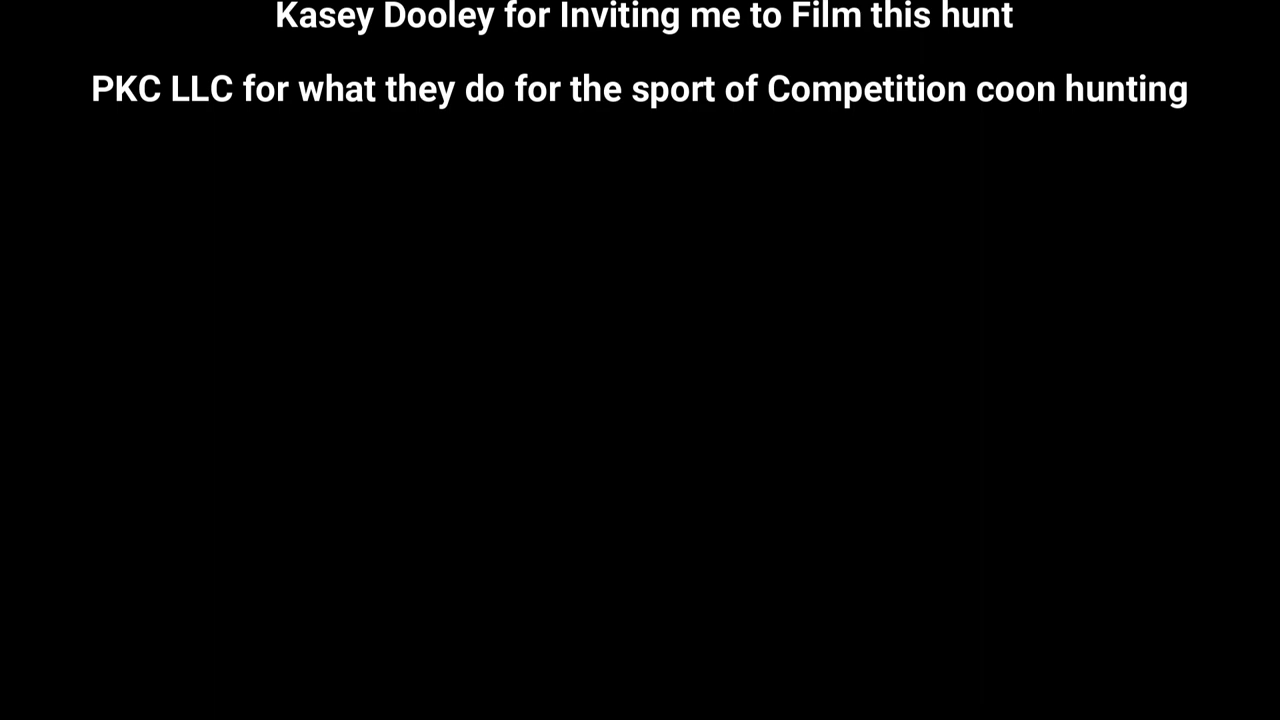 Kasey Dooley for Inviting me to Film this hunt
PKC LLC for what they do for the sport of Competition coon hunting